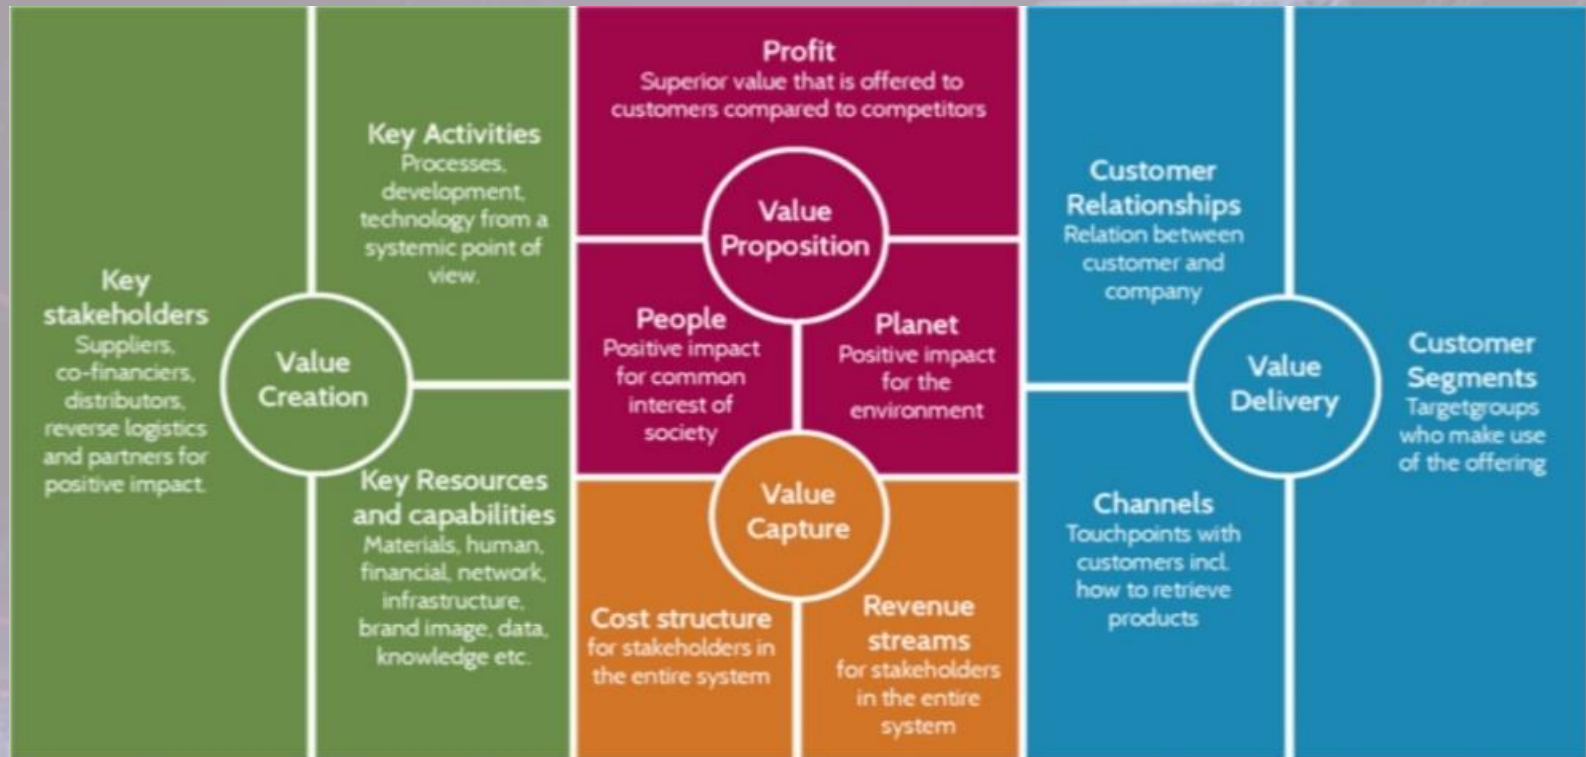 Key
stakeholders
Suppliers,
co-financiers,
distributors,
reverse logistics
and partners for
positive impact.
Value
Creation
Key Activities
Processes,
development,
technology from a
systemic point of
view.
Key Resources
and capabilities
Materials, human,
financial, network,
infrastructure,
brand image, data,
knowledge etc.
Profit
Superior value that is offered to
customers compared to competitors
Value
Proposition
People
Positive impact
for common
interest of
society
Planet
Positive impact
for the
environment
Value
Capture
Cost structure
for stakeholders in
the entire system
Revenue
streams
for stakeholders
in the entire
system
Customer
Relationships
Relation between
customer and
company
Value
Delivery
Channels
Touchpoints with
customers incl.
how to retrieve
products
Customer
Segments
Targetgroups
who make use
of the offering